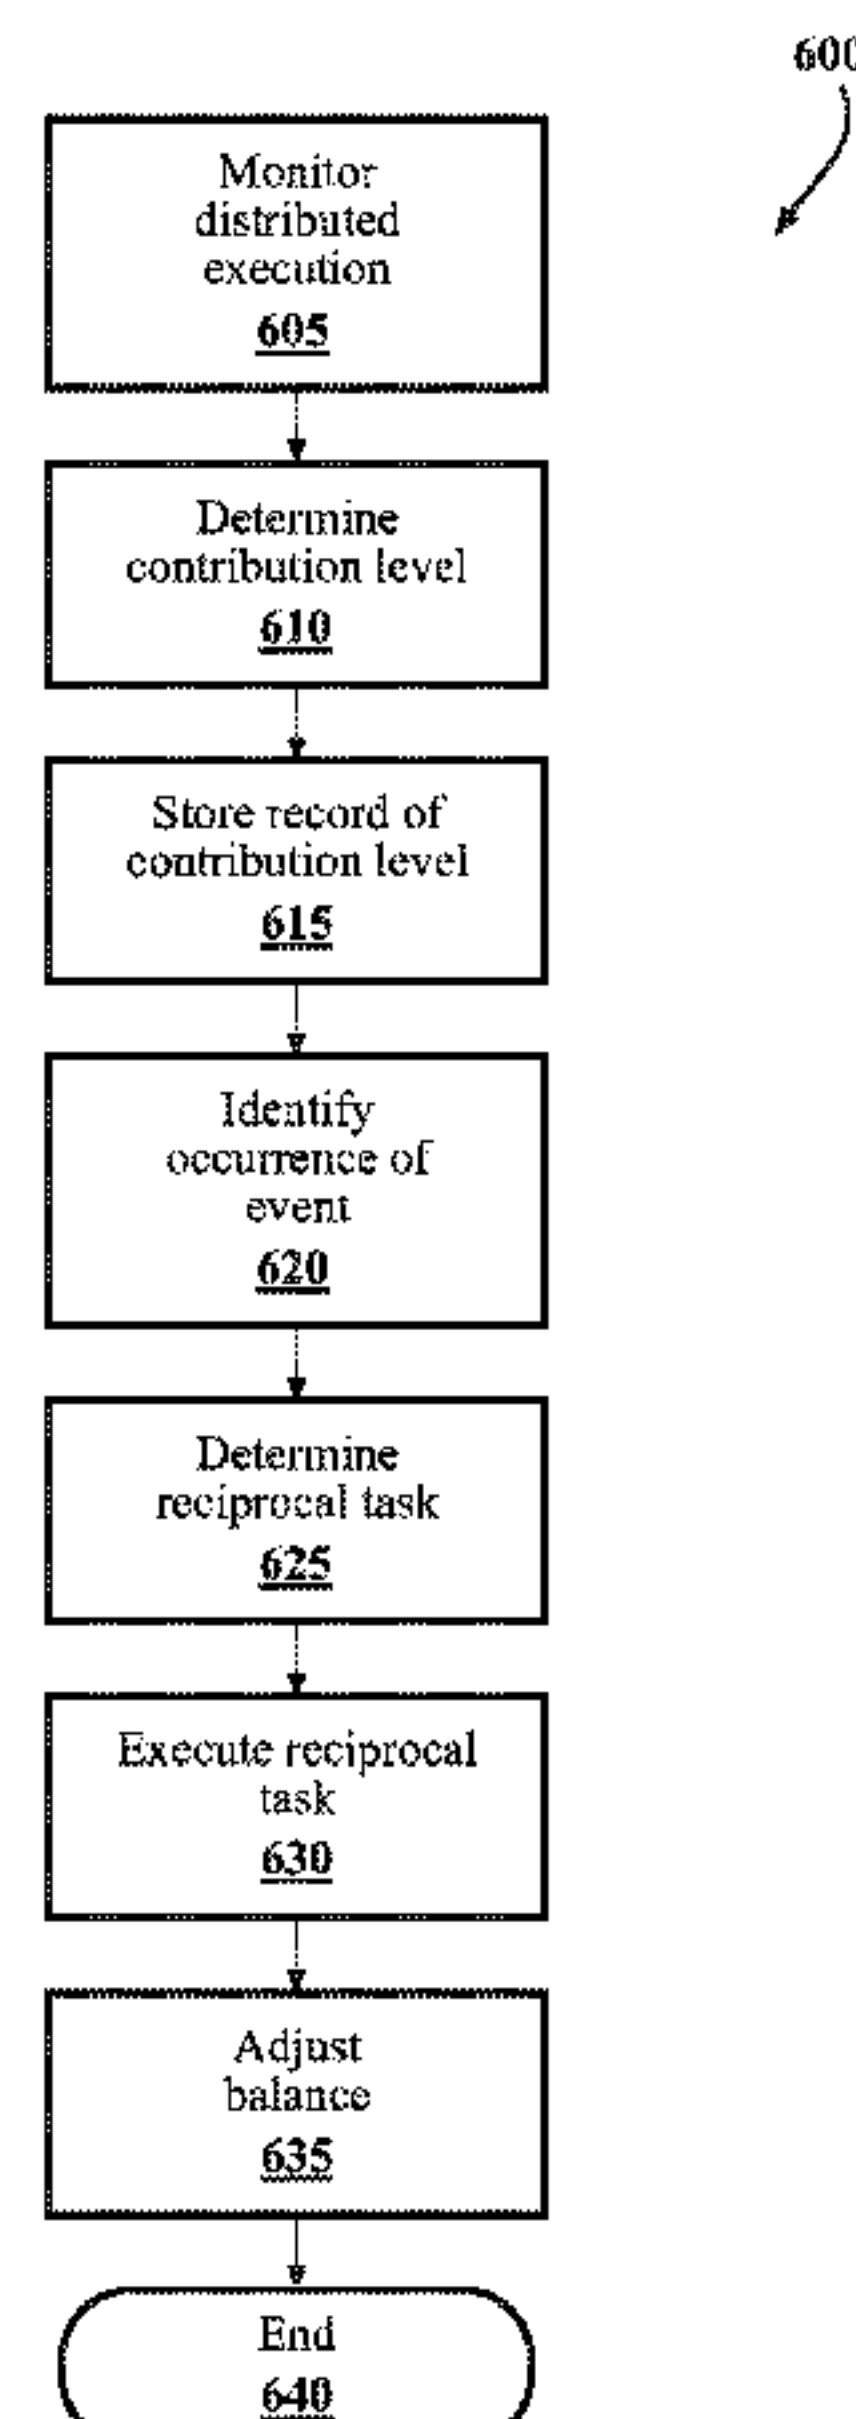 600
Monitor
distributed
execution
605
Determine
contribution level
610
Store record of
contribution level
615
Identify
occurrence of
event
620
Determine
reciprocal task
625
Execute reciprocal
task
630
Adjust
balance
635
End
640